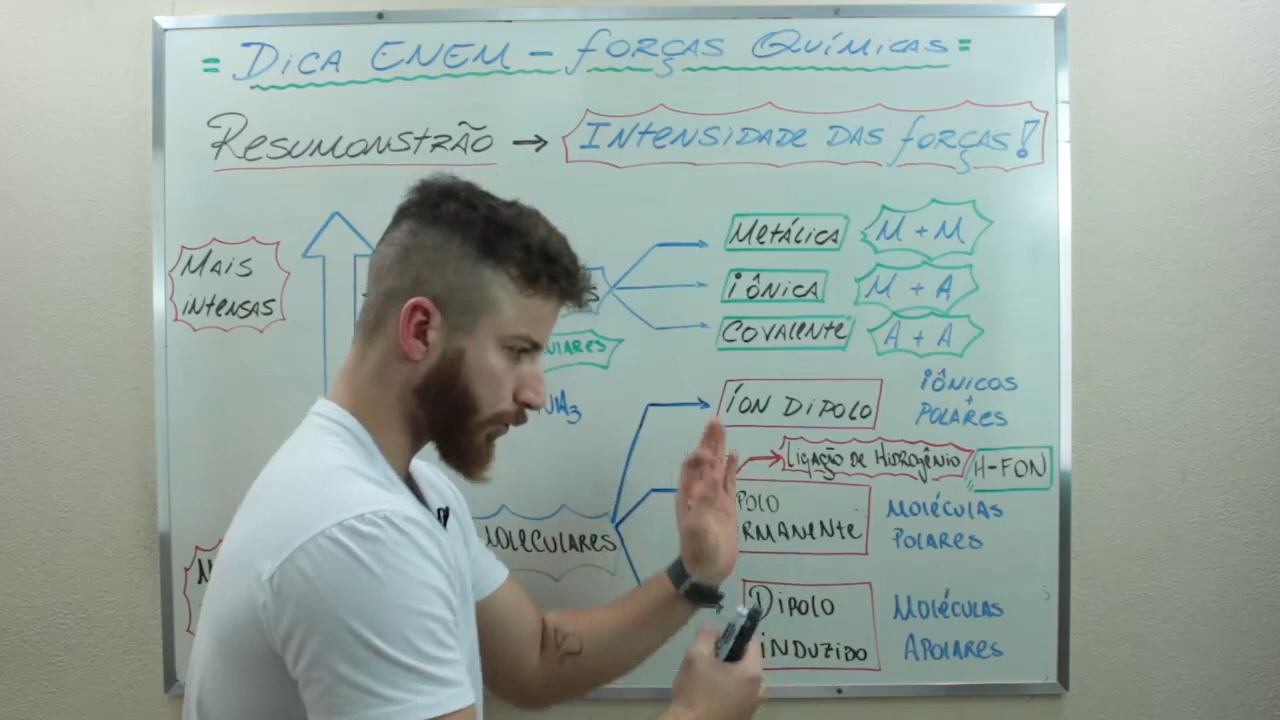 = DICA ENEM - FORÇAS QUÍMICAS =
RESUMONSTRÃO → INTENSIDADE DAS FORÇAS!
MAIS
INTENSAS
METÁLICA M + M
IÔNICA M + A
COVALENTE A + A
ÍON DIPOLO
IÔNICOS
+
POLARES
LIGAÇÃO DE HIDROGÊNIO H-FON
PERMANENTE
MOLÉCULAS
POLARES
DIPOLO
INDUZIDO
MOLÉCULAS
APOLARES